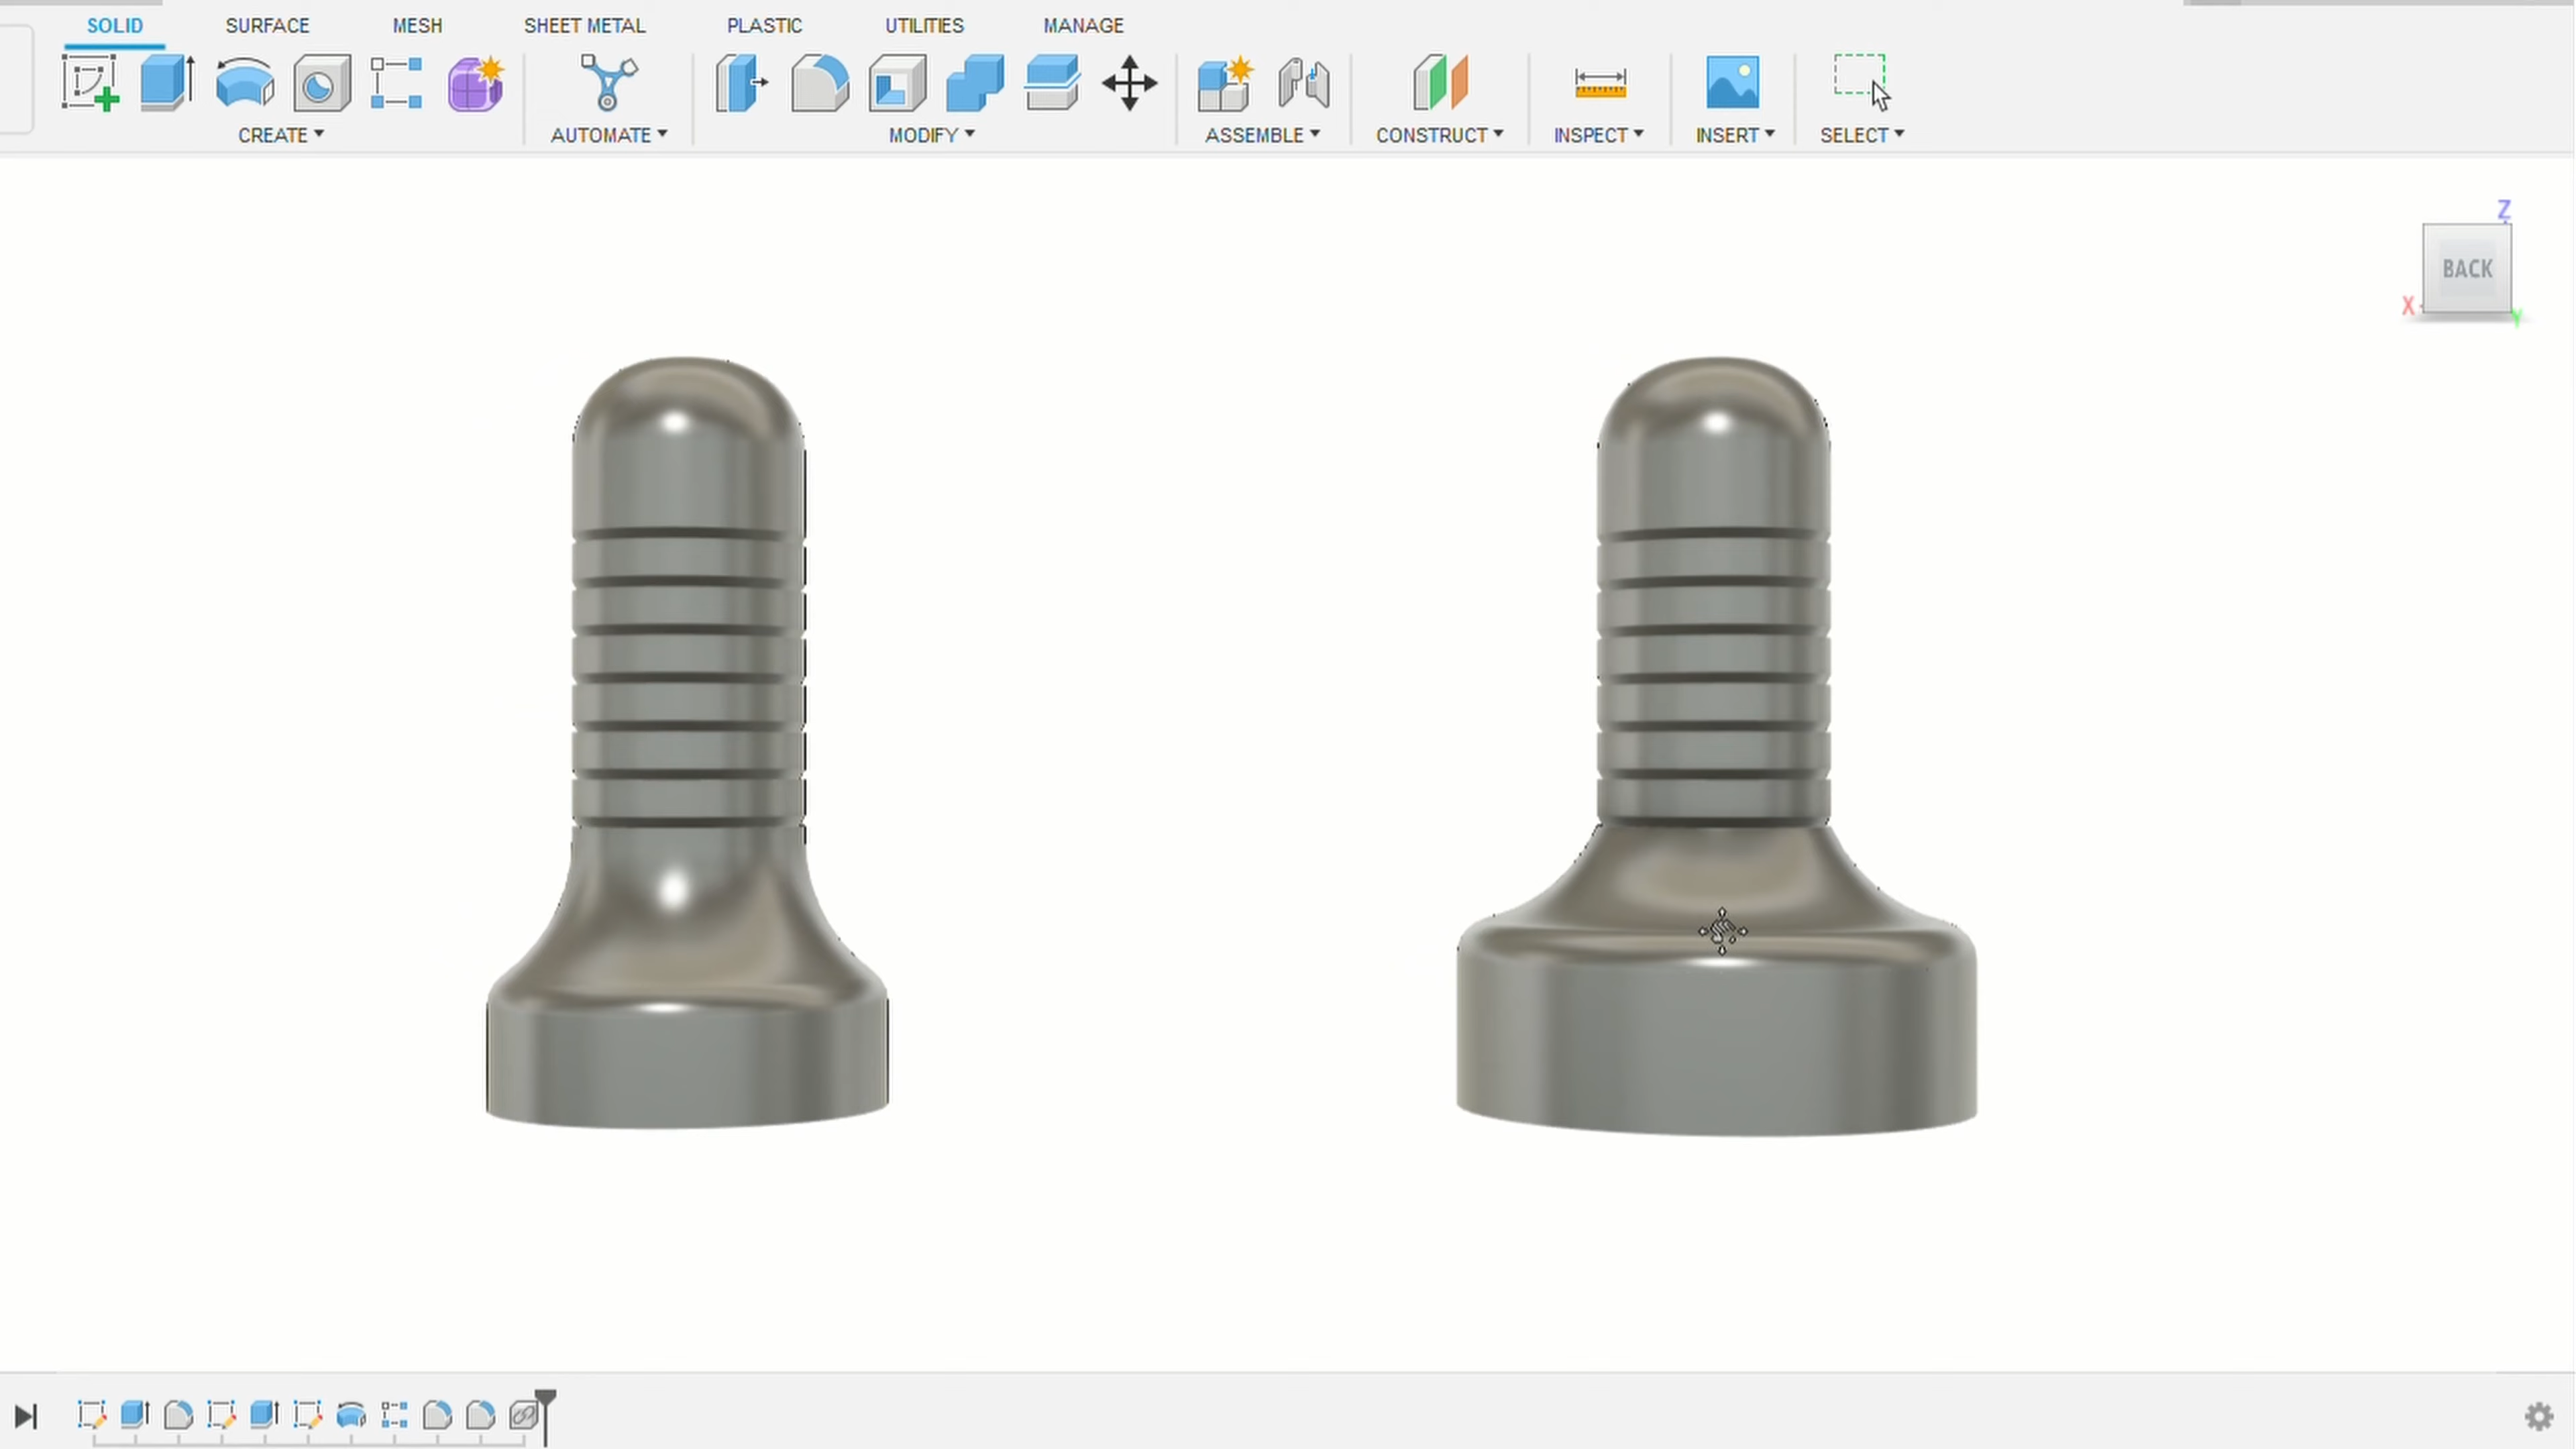 SOLID SURFACE MESH SHEET METAL PLASTIC UTILITIES MANAGE
CREATE AUTOMATE MODIFY ASSEMBLE CONSTRUCT INSPECT INSERT SELECT
Z
BACK
X
Y